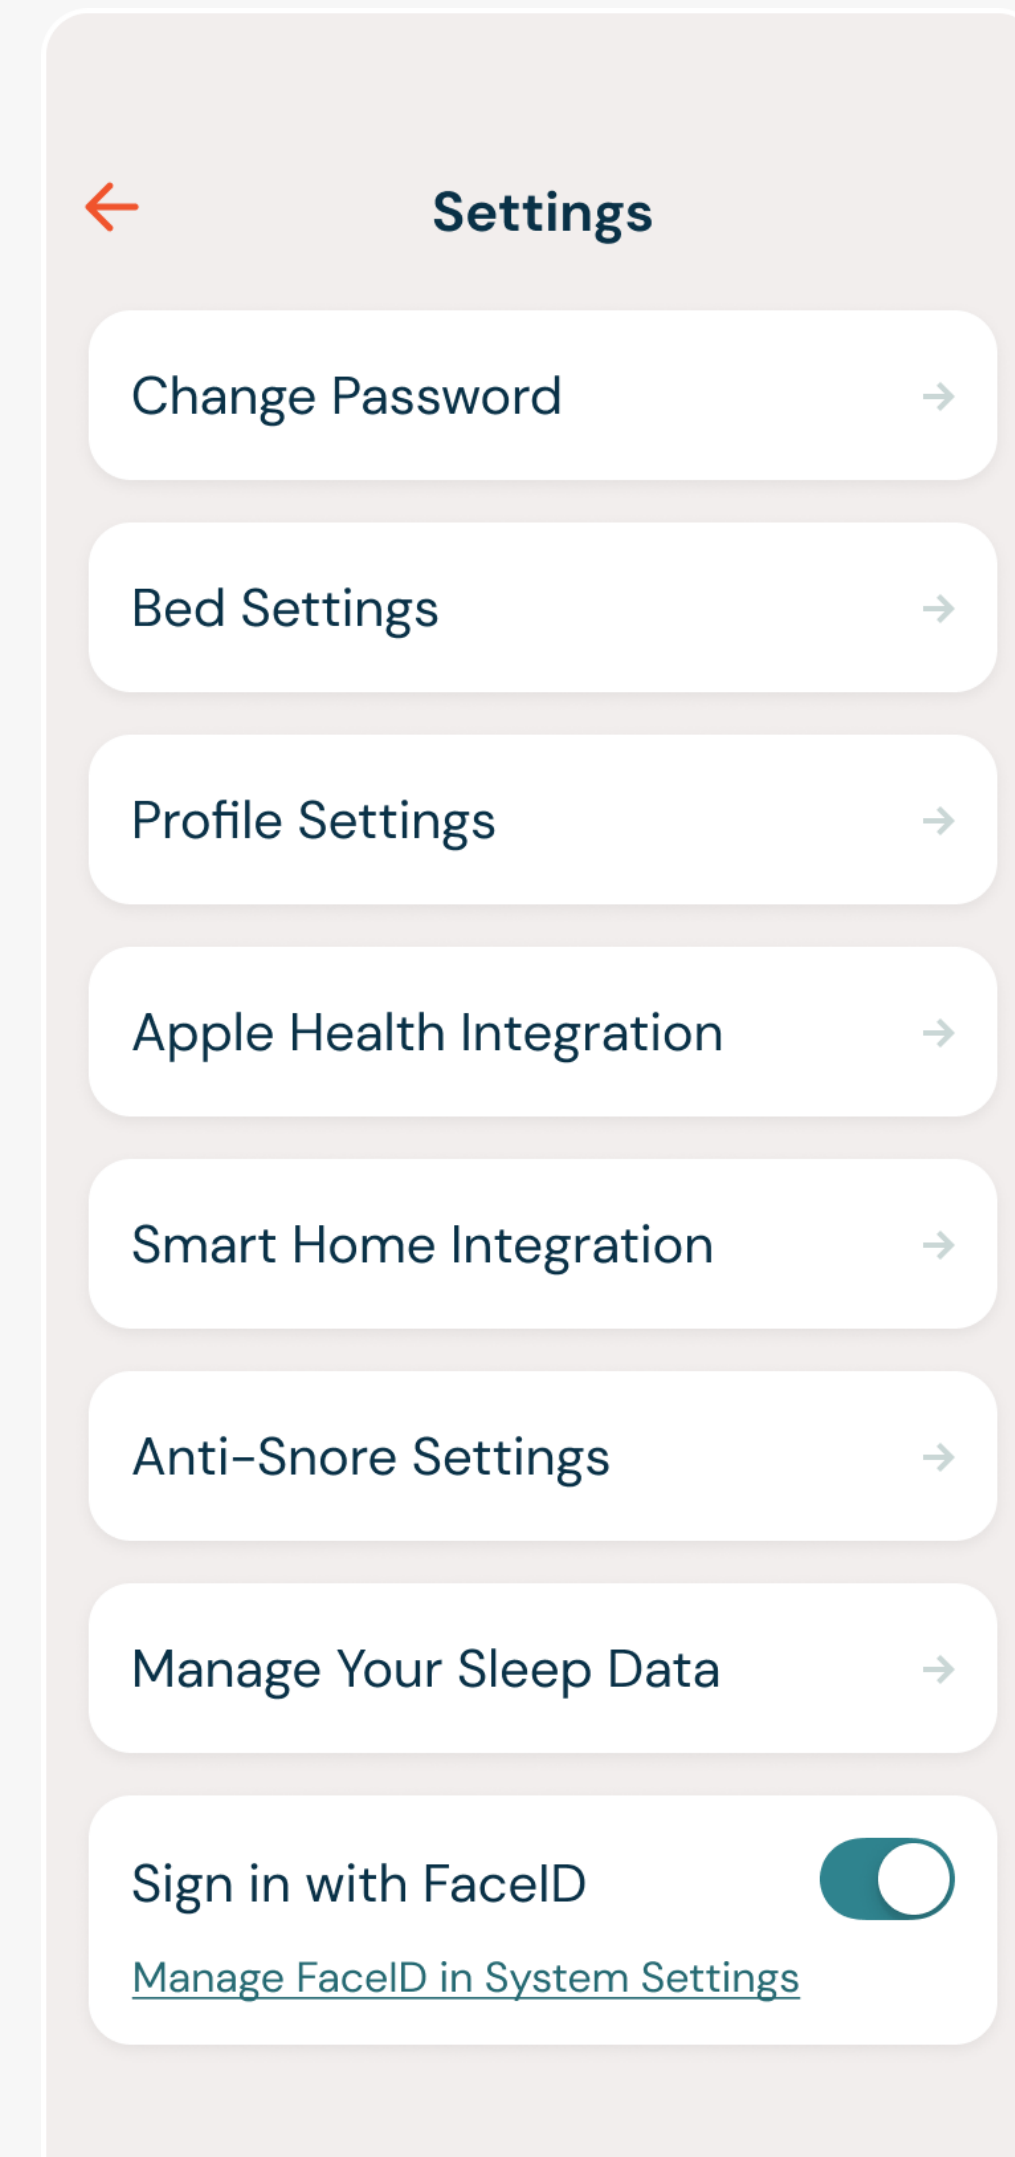 Settings
Change Password
Bed Settings
Profile Settings
Apple Health Integration
Smart Home Integration
Anti-Snore Settings
Manage Your Sleep Data
Sign in with FaceID
Manage FaceID in System Settings